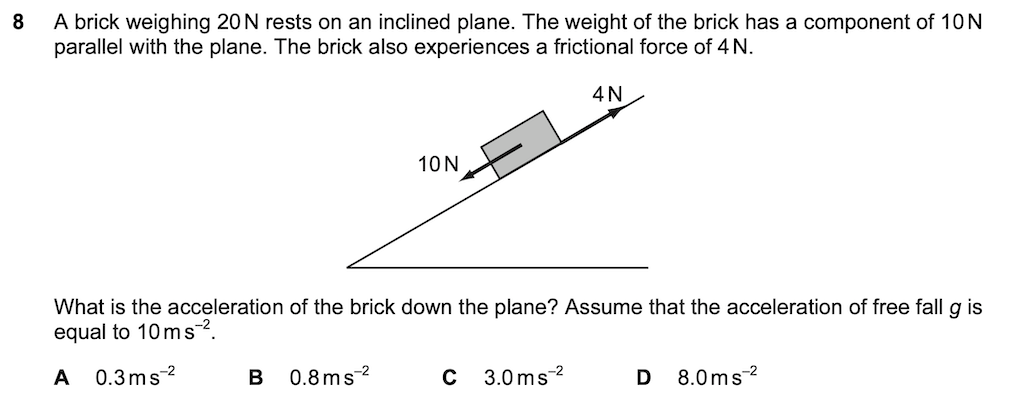 8 A brick weighing 20 N rests on an inclined plane. The weight of the brick has a component of 10 N
parallel with the plane. The brick also experiences a frictional force of 4 N.
4 N
10 N
What is the acceleration of the brick down the plane? Assume that the acceleration of free fall g is
equal to 10 m s⁻².
A 0.3 m s⁻² B 0.8 m s⁻² C 3.0 m s⁻² D 8.0 m s⁻²